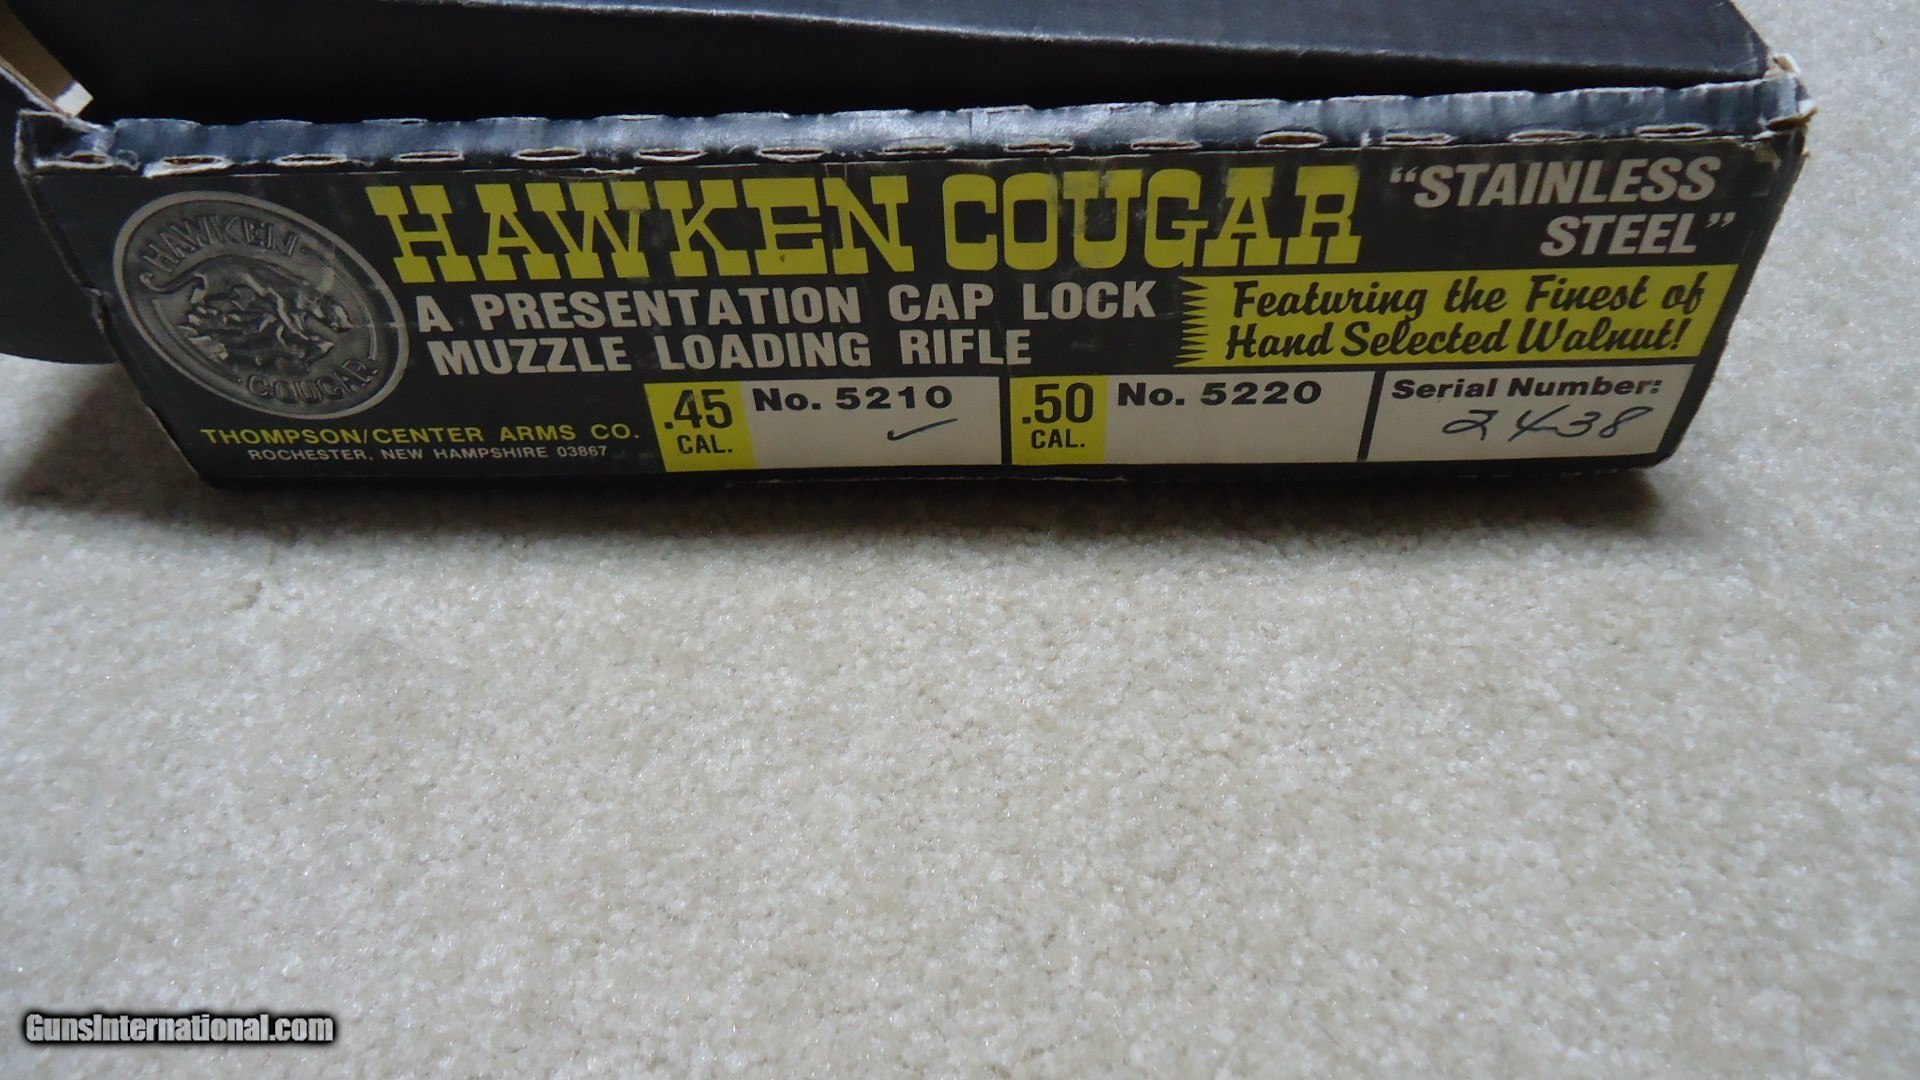 HAWKEN
COUGAR
HAWKEN COUGAR
"STAINLESS
STEEL"
A PRESENTATION CAP LOCK
MUZZLE LOADING RIFLE
Featuring the Finest of
Hand Selected Walnut!
THOMPSON/CENTER ARMS CO.
ROCHESTER, NEW HAMPSHIRE 03867
.45
CAL.
No. 5210
✓
.50
CAL.
No. 5220
Serial Number:
2438
GunsInternational.com